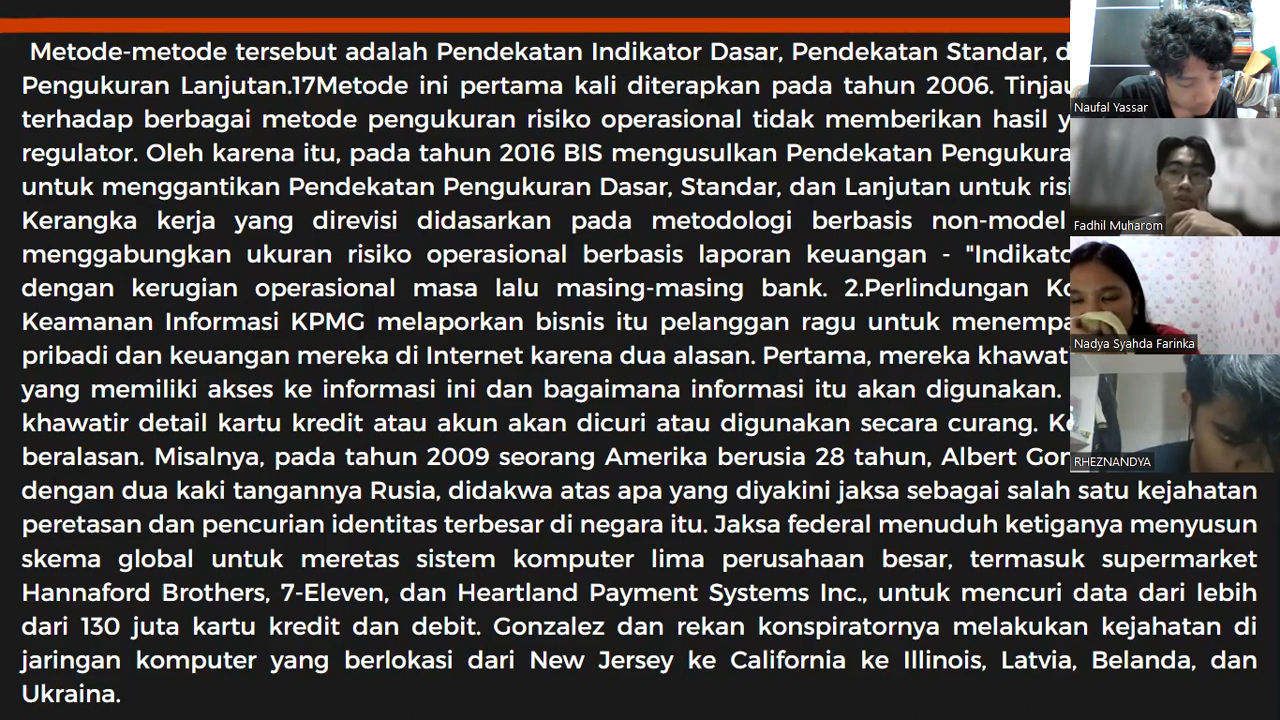 Metode-metode tersebut adalah Pendekatan Indikator Dasar, Pendekatan Standar,
Pengukuran Lanjutan.17Metode ini pertama kali diterapkan pada tahun 2006.
terhadap berbagai metode pengukuran risiko operasional tidak memberikan hasil
regulator. Oleh karena itu, pada tahun 2016 BIS mengusulkan Pendekatan
untuk menggantikan Pendekatan Pengukuran Dasar, Standar, dan Lanjutan untuk
Kerangka kerja yang direvisi didasarkan pada metodologi berbasis non-model
menggabungkan ukuran risiko operasional berbasis laporan keuangan -
dengan kerugian operasional masa lalu masing-masing bank. 2.Perlindungan
Keamanan Informasi KPMG melaporkan bisnis itu pelanggan ragu untuk
pribadi dan keuangan mereka di Internet karena dua alasan. Pertama, mereka
yang memiliki akses ke informasi ini dan bagaimana informasi itu akan digunakan.
khawatir detail kartu kredit atau akun akan dicuri atau digunakan secara curang.
beralasan. Misalnya, pada tahun 2009 seorang Amerika berusia 28 tahun, Albert
dengan dua kaki tangannya Rusia, didakwa atas apa yang diyakini jaksa sebagai salah satu kejahatan
peretasan dan pencurian identitas terbesar di negara itu. Jaksa federal menuduh ketiganya menyusun
skema global untuk meretas sistem komputer lima perusahaan besar, termasuk supermarket
Hannaford Brothers, 7-Eleven, dan Heartland Payment Systems Inc., untuk mencuri data dari lebih
dari 130 juta kartu kredit dan debit. Gonzalez dan rekan konspiratornya melakukan kejahatan di
jaringan komputer yang berlokasi dari New Jersey ke California ke Illinois, Latvia, Belanda, dan
Ukraina.
Naufal Yassar
Fadhil Muharom
Nadya Syahda Farinka
RHEZNANDYA